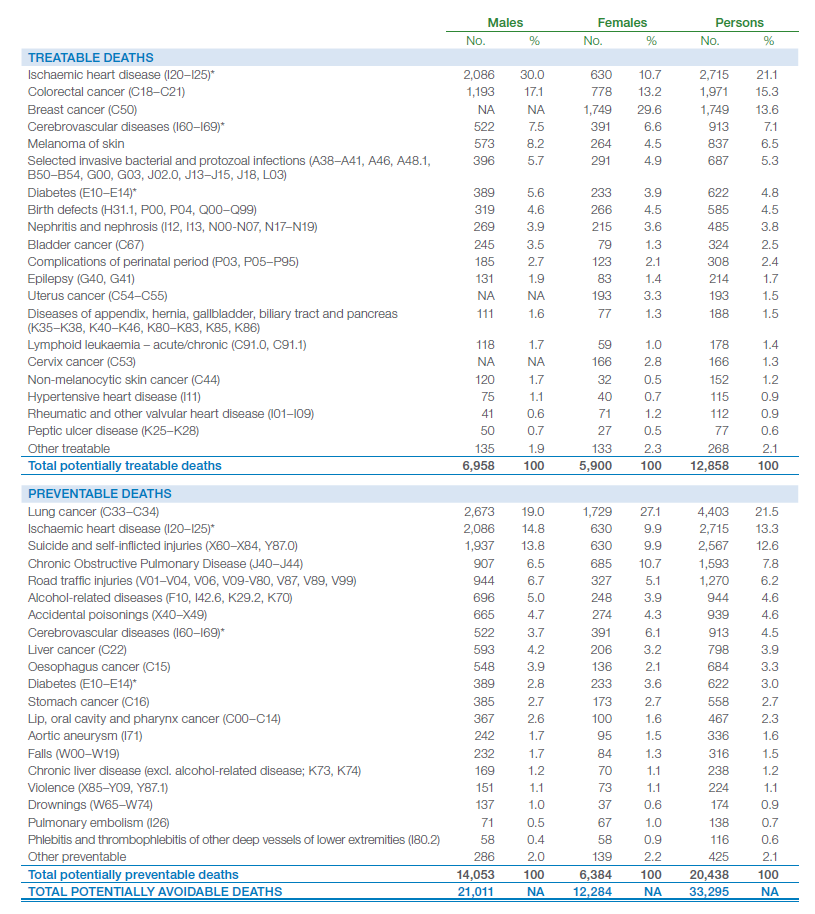 Males Females Persons
No. % No. % No. %
TREATABLE DEATHS
Ischaemic heart disease (I20–I25)* 2,086 30.0 630 10.7 2,715 21.1
Colorectal cancer (C18–C21) 1,193 17.1 778 13.2 1,971 15.3
Breast cancer (C50) NA NA 1,749 29.6 1,749 13.6
Cerebrovascular diseases (I60–I69)* 522 7.5 391 6.6 913 7.1
Melanoma of skin 573 8.2 264 4.5 837 6.5
Selected invasive bacterial and protozoal infections (A38–A41, A46, A48.1, 396 5.7 291 4.9 687 5.3
B50–B54, G00, G03, J02.0, J13–J15, J18, L03)
Diabetes (E10–E14)* 389 5.6 233 3.9 622 4.8
Birth defects (H31.1, P00, P04, Q00–Q99) 319 4.6 266 4.5 585 4.5
Nephritis and nephrosis (I12, I13, N00-N07, N17–N19) 269 3.9 215 3.6 485 3.8
Bladder cancer (C67) 245 3.5 79 1.3 324 2.5
Complications of perinatal period (P03, P05–P95) 185 2.7 123 2.1 308 2.4
Epilepsy (G40, G41) 131 1.9 83 1.4 214 1.7
Uterus cancer (C54–C55) NA NA 193 3.3 193 1.5
Diseases of appendix, hernia, gallbladder, biliary tract and pancreas 111 1.6 77 1.3 188 1.5
(K35–K38, K40–K46, K80–K83, K85, K86)
Lymphoid leukaemia – acute/chronic (C91.0, C91.1) 118 1.7 59 1.0 178 1.4
Cervix cancer (C53) NA NA 166 2.8 166 1.3
Non-melanocytic skin cancer (C44) 120 1.7 32 0.5 152 1.2
Hypertensive heart disease (I11) 75 1.1 40 0.7 115 0.9
Rheumatic and other valvular heart disease (I01–I09) 41 0.6 71 1.2 112 0.9
Peptic ulcer disease (K25–K28) 50 0.7 27 0.5 77 0.6
Other treatable 135 1.9 133 2.3 268 2.1
Total potentially treatable deaths 6,958 100 5,900 100 12,858 100
PREVENTABLE DEATHS
Lung cancer (C33–C34) 2,673 19.0 1,729 27.1 4,403 21.5
Ischaemic heart disease (I20–I25)* 2,086 14.8 630 9.9 2,715 13.3
Suicide and self-inflicted injuries (X60–X84, Y87.0) 1,937 13.8 630 9.9 2,567 12.6
Chronic Obstructive Pulmonary Disease (J40–J44) 907 6.5 685 10.7 1,593 7.8
Road traffic injuries (V01–V04, V06, V09-V80, V87, V89, V99) 944 6.7 327 5.1 1,270 6.2
Alcohol-related diseases (F10, I42.6, K29.2, K70) 696 5.0 248 3.9 944 4.6
Accidental poisonings (X40–X49) 665 4.7 274 4.3 939 4.6
Cerebrovascular diseases (I60–I69)* 522 3.7 391 6.1 913 4.5
Liver cancer (C22) 593 4.2 206 3.2 798 3.9
Oesophagus cancer (C15) 548 3.9 136 2.1 684 3.3
Diabetes (E10–E14)* 389 2.8 233 3.6 622 3.0
Stomach cancer (C16) 385 2.7 173 2.7 558 2.7
Lip, oral cavity and pharynx cancer (C00–C14) 367 2.6 100 1.6 467 2.3
Aortic aneurysm (I71) 242 1.7 95 1.5 336 1.6
Falls (W00–W19) 232 1.7 84 1.3 316 1.5
Chronic liver disease (excl. alcohol-related disease; K73, K74) 169 1.2 70 1.1 238 1.2
Violence (X85–Y09, Y87.1) 151 1.1 73 1.1 224 1.1
Drownings (W65–W74) 137 1.0 37 0.6 174 0.9
Pulmonary embolism (I26) 71 0.5 67 1.0 138 0.7
Phlebitis and thrombophlebitis of other deep vessels of lower extremities (I80.2) 58 0.4 58 0.9 116 0.6
Other preventable 286 2.0 139 2.2 425 2.1
Total potentially preventable deaths 14,053 100 6,384 100 20,438 100
TOTAL POTENTIALLY AVOIDABLE DEATHS 21,011 NA 12,284 NA 33,295 NA